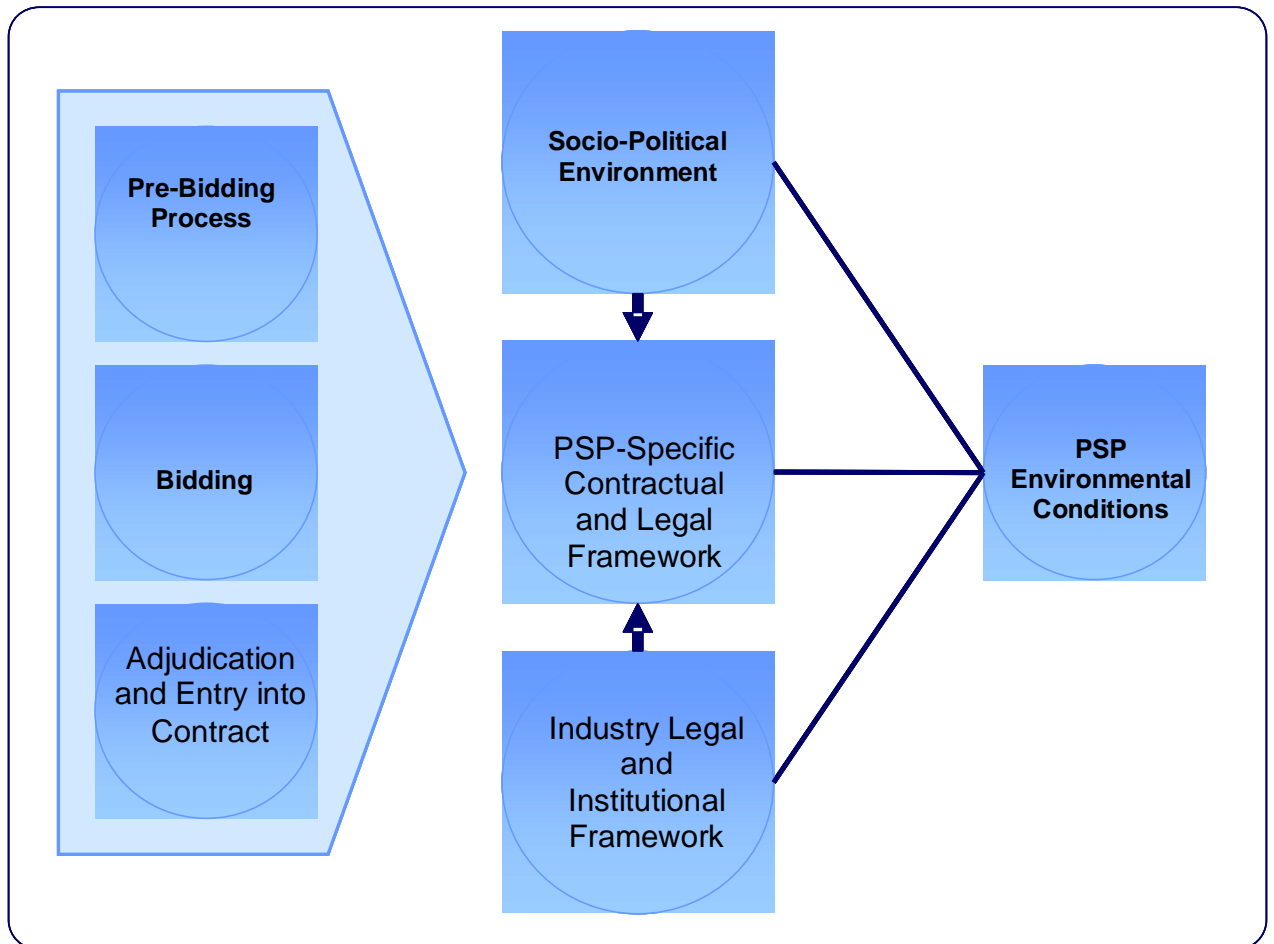 Pre-Bidding
Process
Bidding
Adjudication
and Entry into
Contract
Socio-Political
Environment
PSP-Specific
Contractual
and Legal
Framework
Industry Legal
and
Institutional
Framework
PSP
Environmental
Conditions